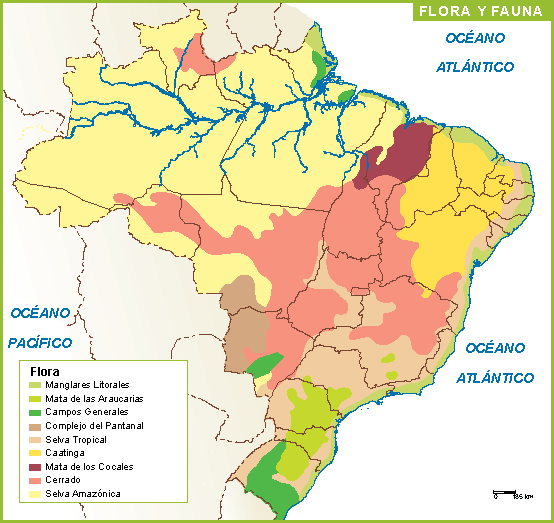 FLORA Y FAUNA
OCÉANO
ATLÁNTICO
OCÉANO
PACÍFICO
OCÉANO
ATLÁNTICO
Flora
Manglares Litorales
Mata de las Araucarias
Campos Generales
Complejo del Pantanal
Selva Tropical
Caatinga
Mata de los Cocales
Cerrado
Selva Amazónica
0 185 km